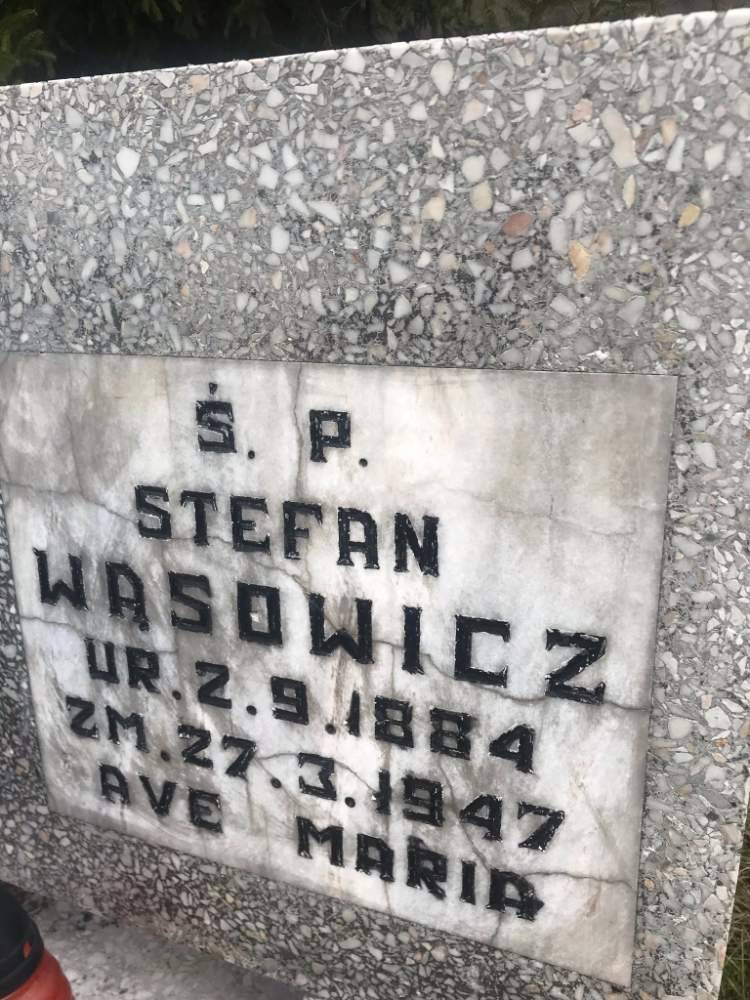 Ś. P.
STEFAN
WĄSOWICZ
UR. 2.9.1884
ZM. 27.3.1947
AVE MARIA